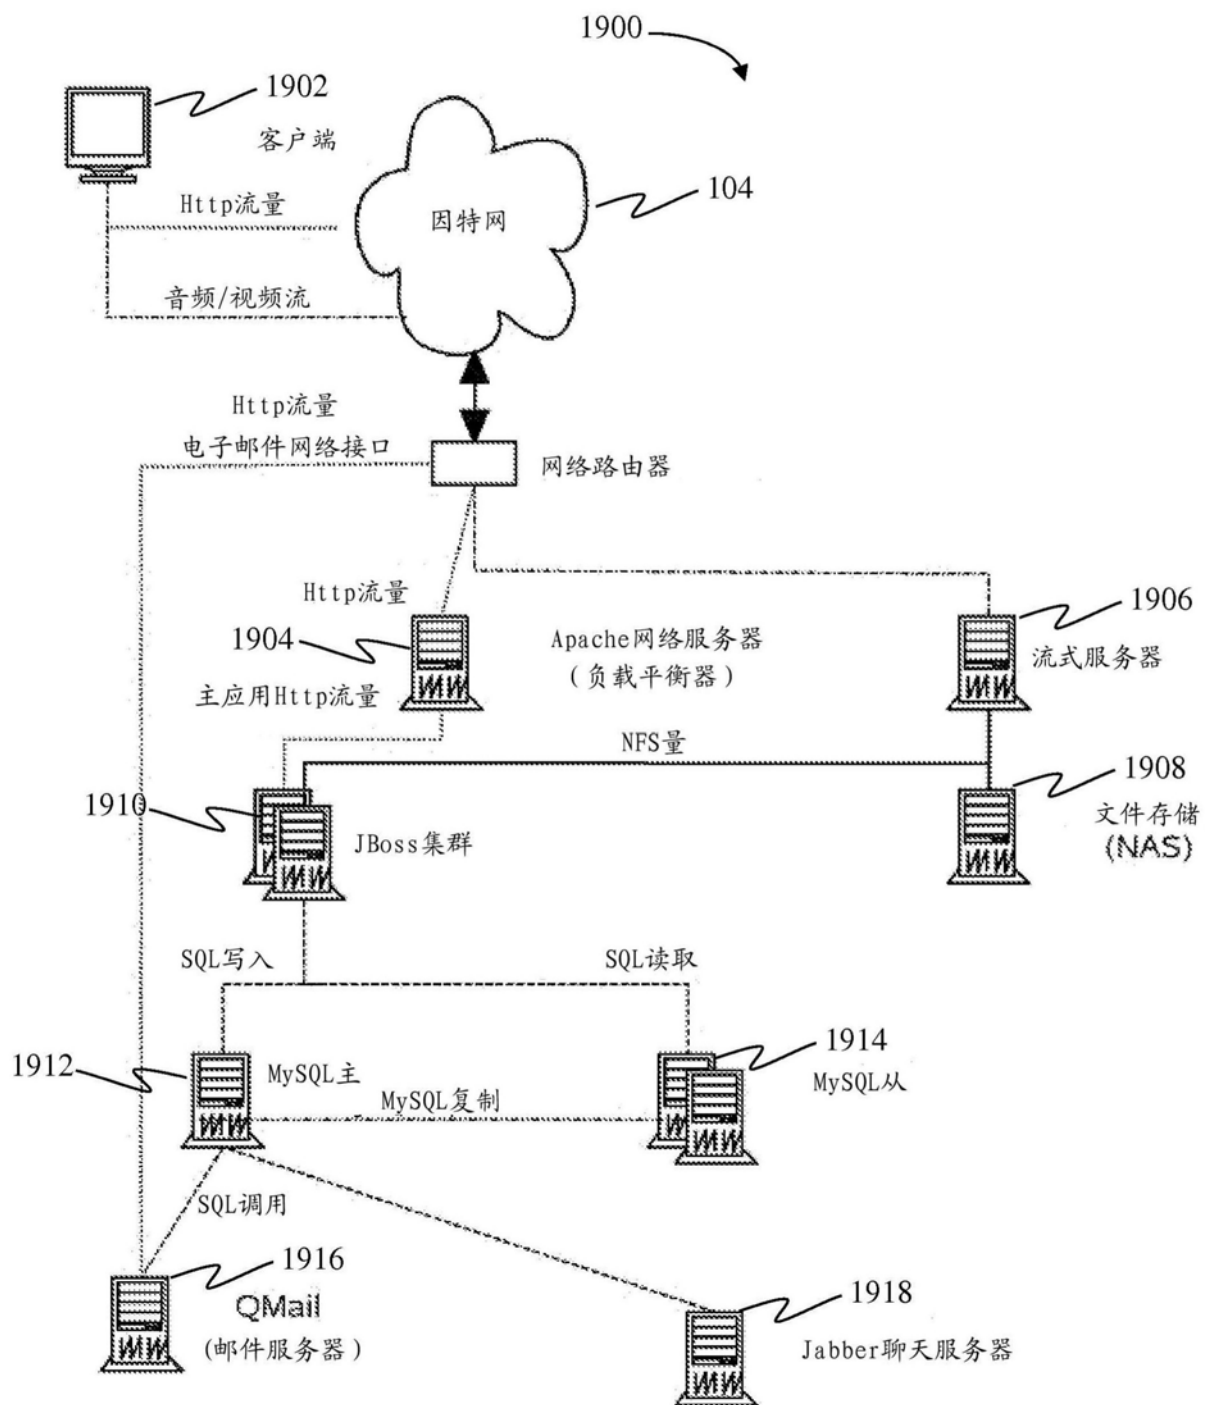 1900
1902
客户端
104
Http流量
因特网
音频/视频流
Http流量
电子邮件网络接口
网络路由器
Http流量
1904
Apache网络服务器
(负载平衡器)
1906
流式服务器
主应用Http流量
NFS量
1908
文件存储
(NAS)
1910
JBoss集群
SQL写入
SQL读取
1912
MySQL主
1914
MySQL从
MySQL复制
SQL调用
1916
QMail
(邮件服务器)
1918
Jabber聊天服务器